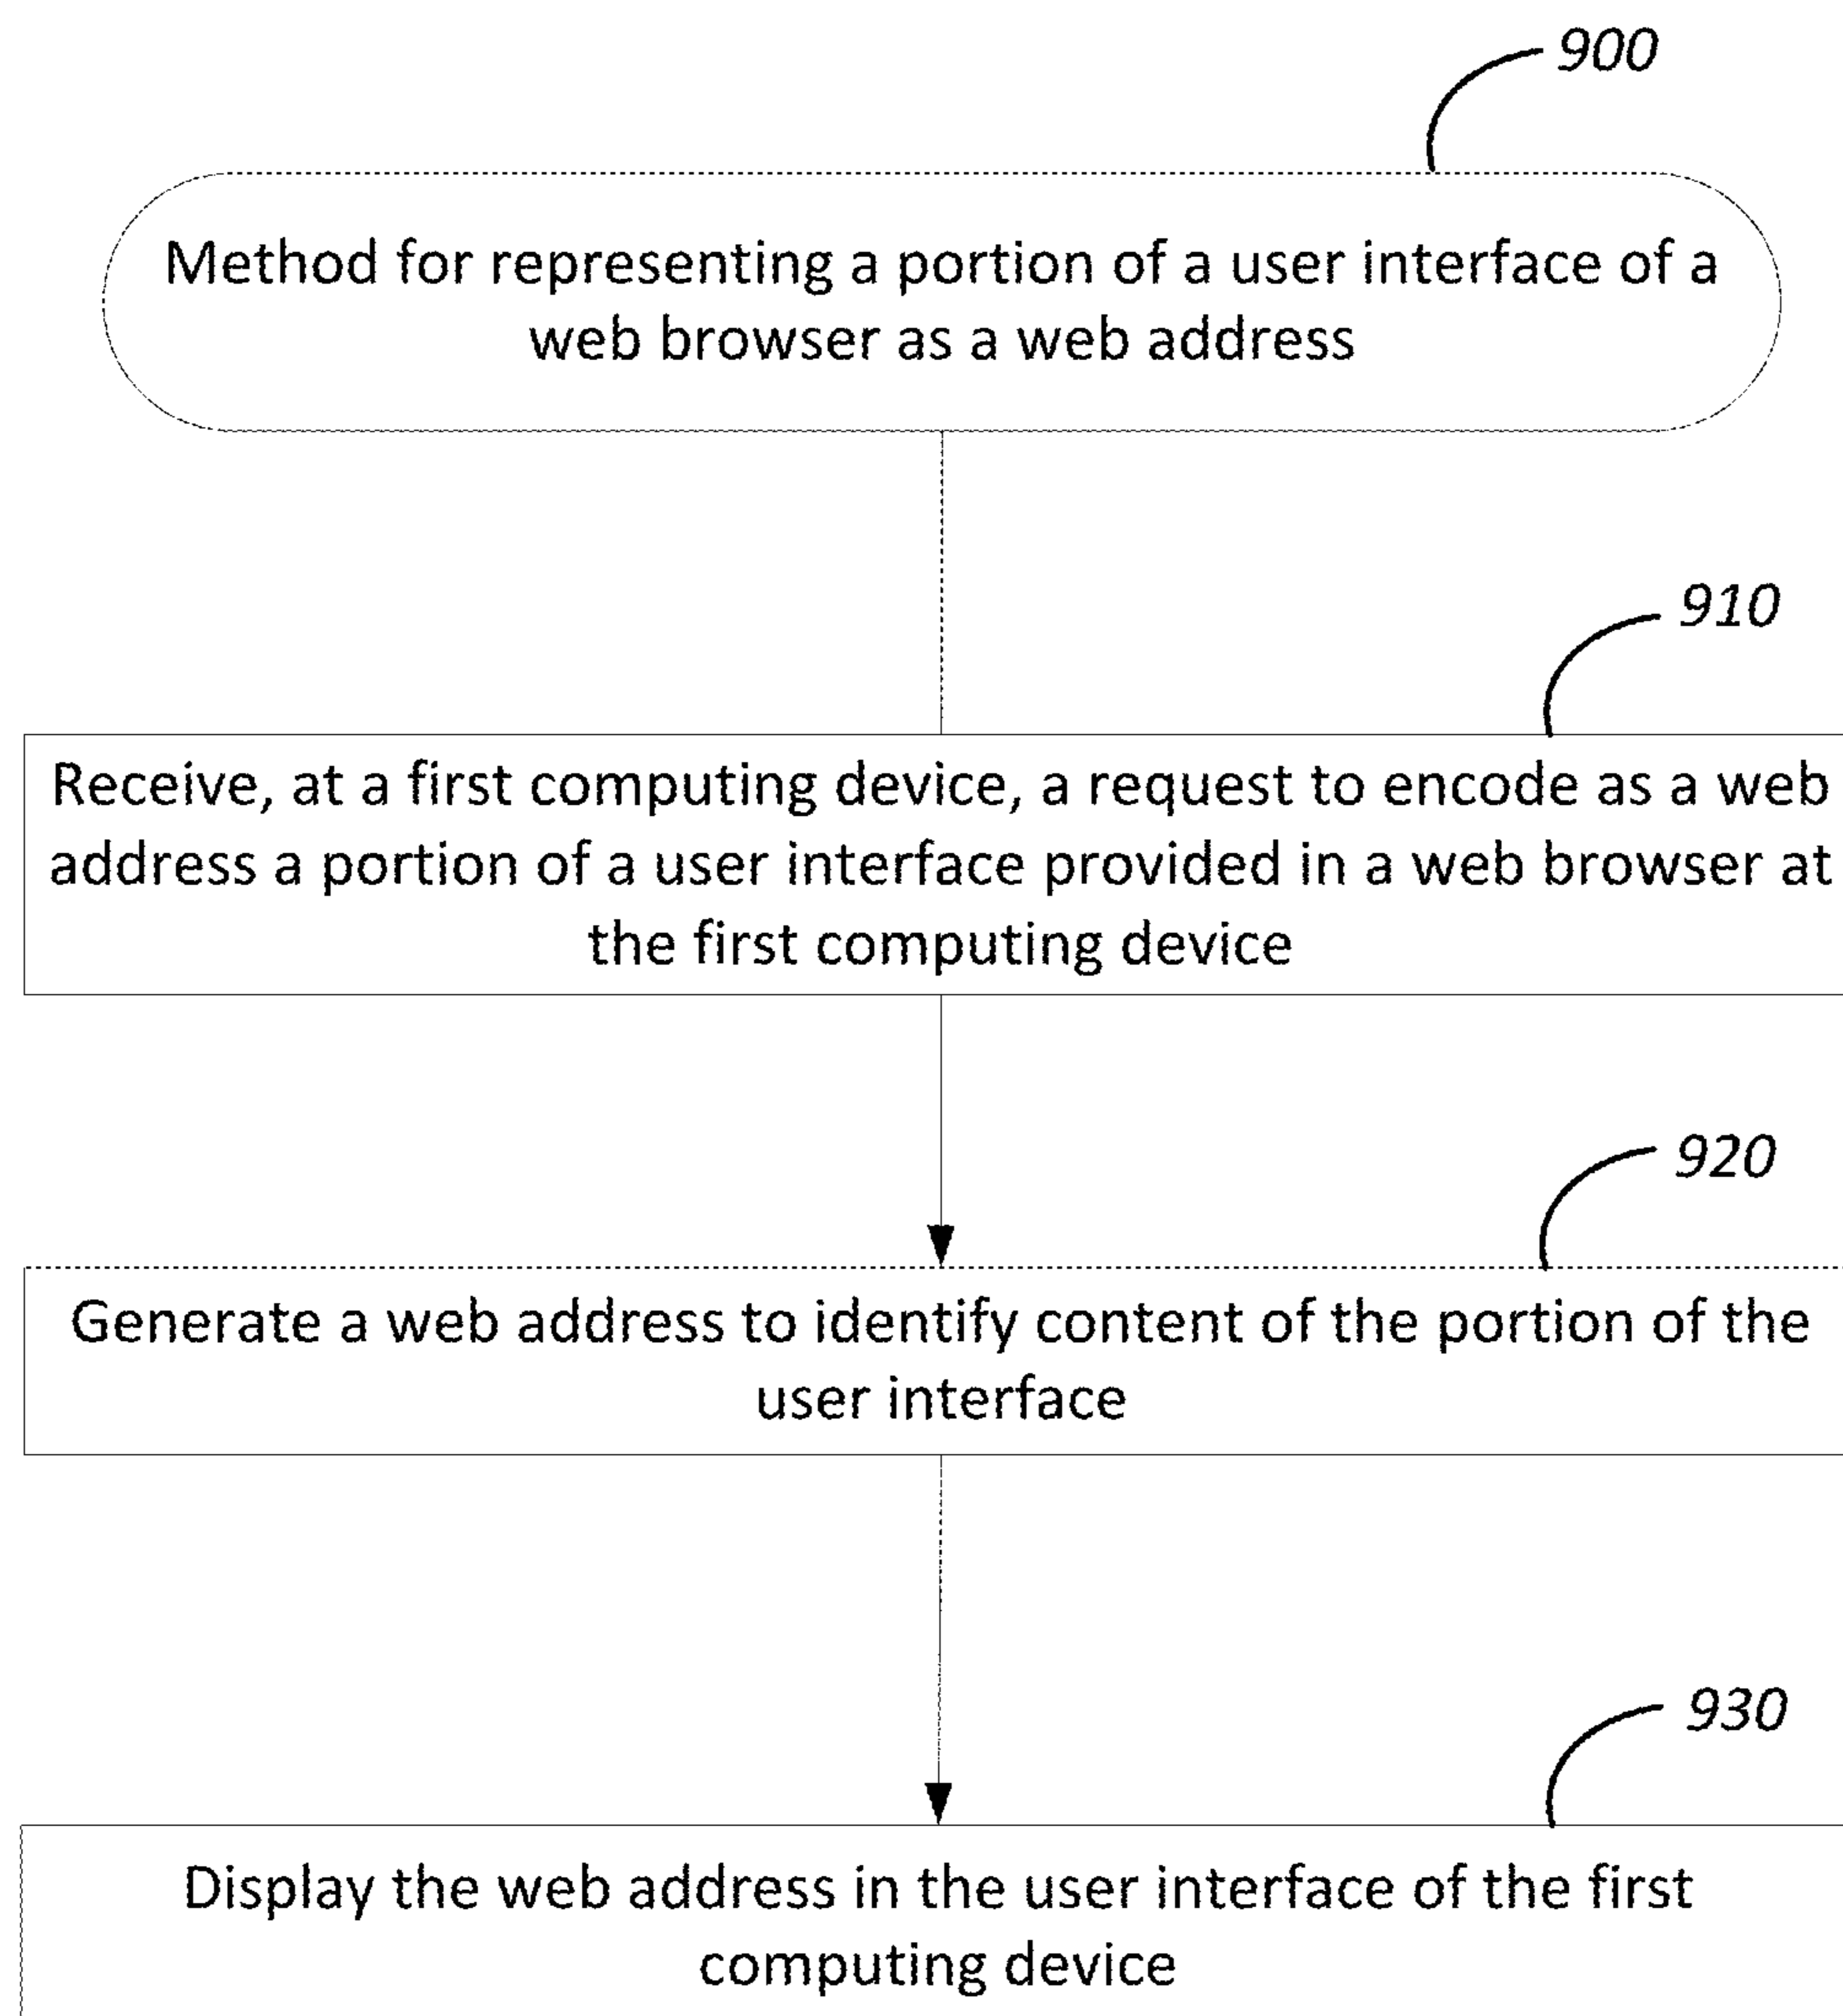 900
Method for representing a portion of a user interface of a
web browser as a web address
910
Receive, at a first computing device, a request to encode as a web
address a portion of a user interface provided in a web browser at
the first computing device
920
Generate a web address to identify content of the portion of the
user interface
930
Display the web address in the user interface of the first
computing device